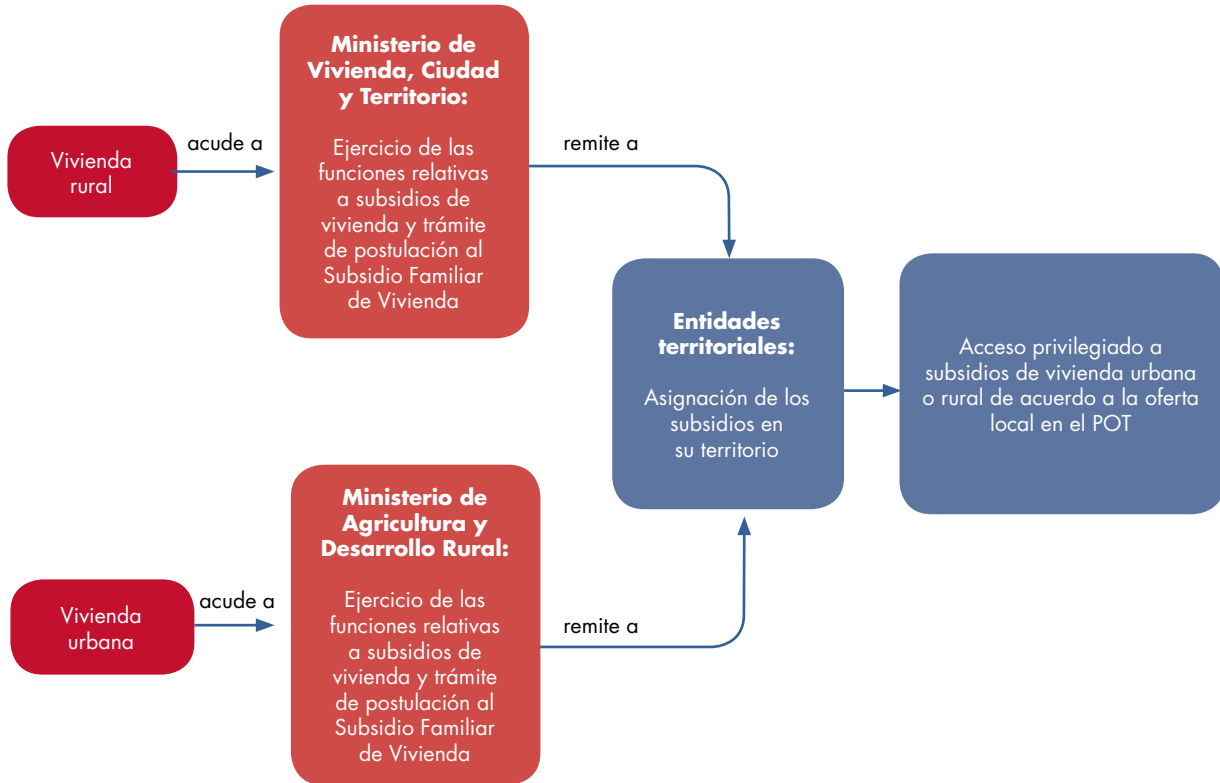 Vivienda
rural
acude a
Ministerio de
Vivienda, Ciudad
y Territorio:
Ejercicio de las
funciones relativas
a subsidios de
vivienda y trámite
de postulación al
Subsidio Familiar
de Vivienda
remite a
Vivienda
urbana
acude a
Ministerio de
Agricultura y
Desarrollo Rural:
Ejercicio de las
funciones relativas
a subsidios de
vivienda y trámite
de postulación al
Subsidio Familiar
de Vivienda
remite a
Entidades
territoriales:
Asignación de los
subsidios en
su territorio
Acceso privilegiado a
subsidios de vivienda urbana
o rural de acuerdo a la oferta
local en el POT